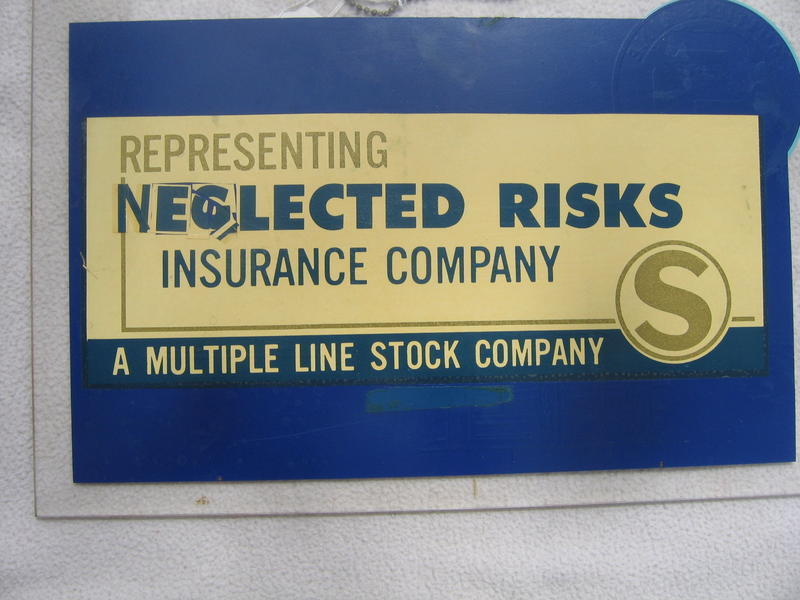 REPRESENTING
NEGLECTED RISKS
INSURANCE COMPANY
S
A MULTIPLE LINE STOCK COMPANY